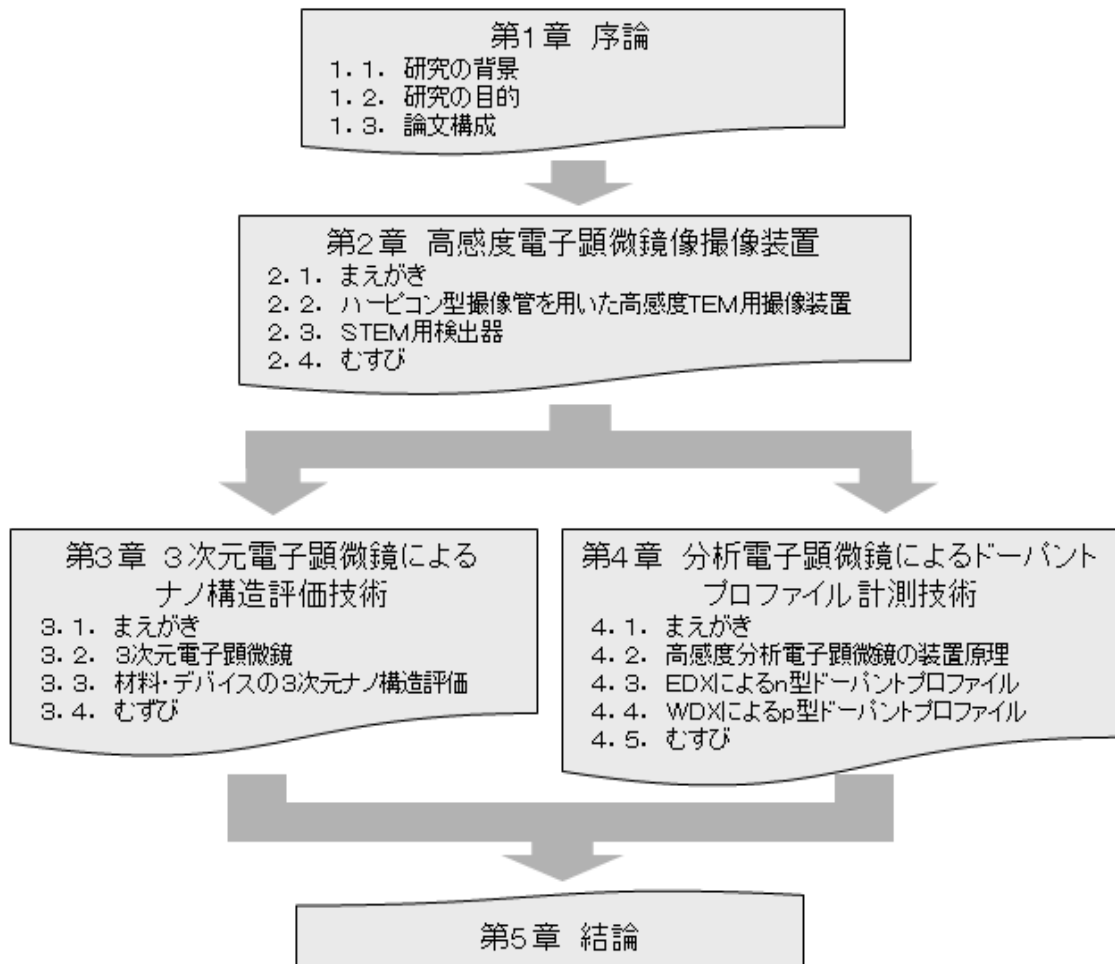 第1章 序論
1．1．研究の背景
1．2．研究の目的
1．3．論文構成
第2章 高感度電子顕微鏡像撮像装置
2．1．まえがき
2．2．ハービコン型撮像管を用いた高感度TEM用撮像装置
2．3．STEM用検出器
2．4．むすび
第3章 3次元電子顕微鏡による
ナノ構造評価技術
3．1．まえがき
3．2．3次元電子顕微鏡
3．3．材料・デバイスの3次元ナノ構造評価
3．4．むずび
第4章 分析電子顕微鏡によるドーパント
プロファイル計測技術
4．1．まえがき
4．2．高感度分析電子顕微鏡の装置原理
4．3．EDXによるn型ドーパントプロファイル
4．4．WDXによるp型ドーパントプロファイル
4．5．むすび
第5章 結論